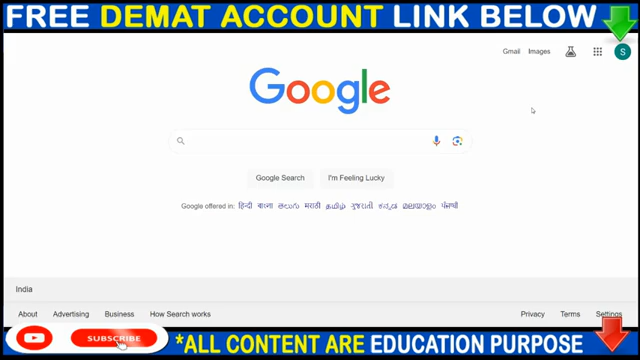 FREE DEMAT ACCOUNT LINK BELOW
Gmail Images S
Google
Google Search I'm Feeling Lucky
Google offered in: हिन्दी বাংলা తెలుగు मराठी தமிழ் ગુજરાતી ಕನ್ನಡ മലയാളം ਪੰਜਾਬੀ
India
About Advertising Business How Search works Privacy Terms Settings
SUBSCRIBE
*ALL CONTENT ARE EDUCATION PURPOSE